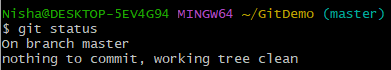 Nisha@DESKTOP-5EV4G94 MINGW64 ~/GitDemo (master)
$ git status
On branch master
nothing to commit, working tree clean